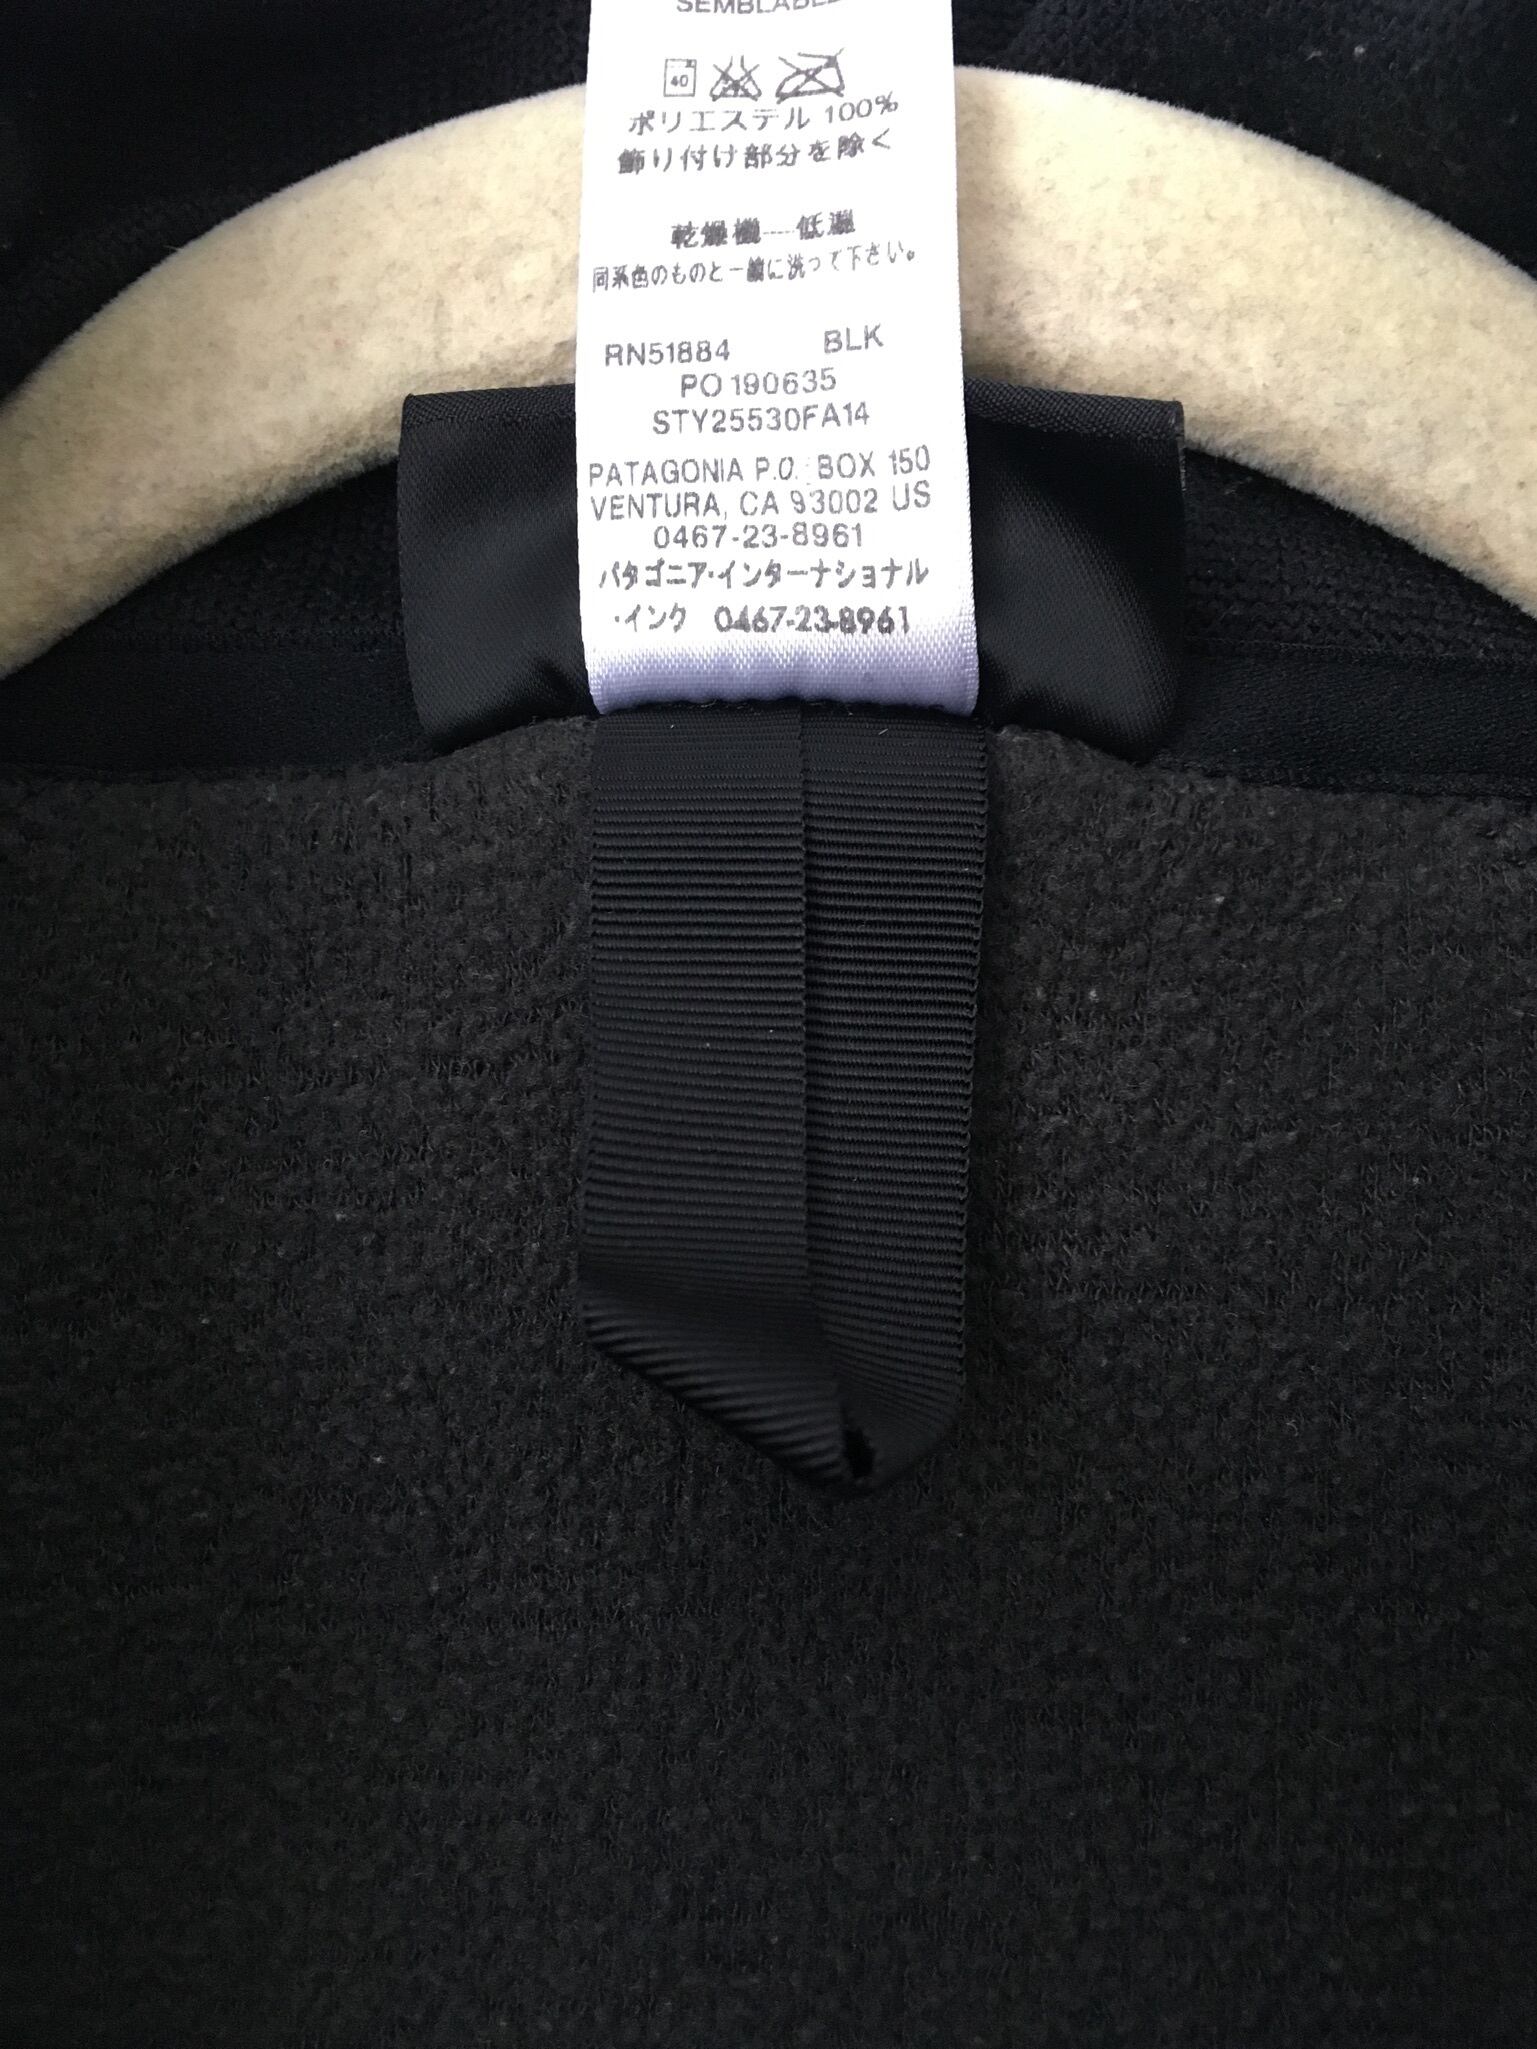 SEMBLABLE
40
ポリエステル 100%
飾り付け部分を除く
乾燥機----低温
同系色のものと一緒に洗って下さい。
RN51884 BLK
PO 190635
STY25530FA14
PATAGONIA P.O. BOX 150
VENTURA, CA 93002 US
0467-23-8961
パタゴニア・インターナショナル
・インク 0467-23-8961